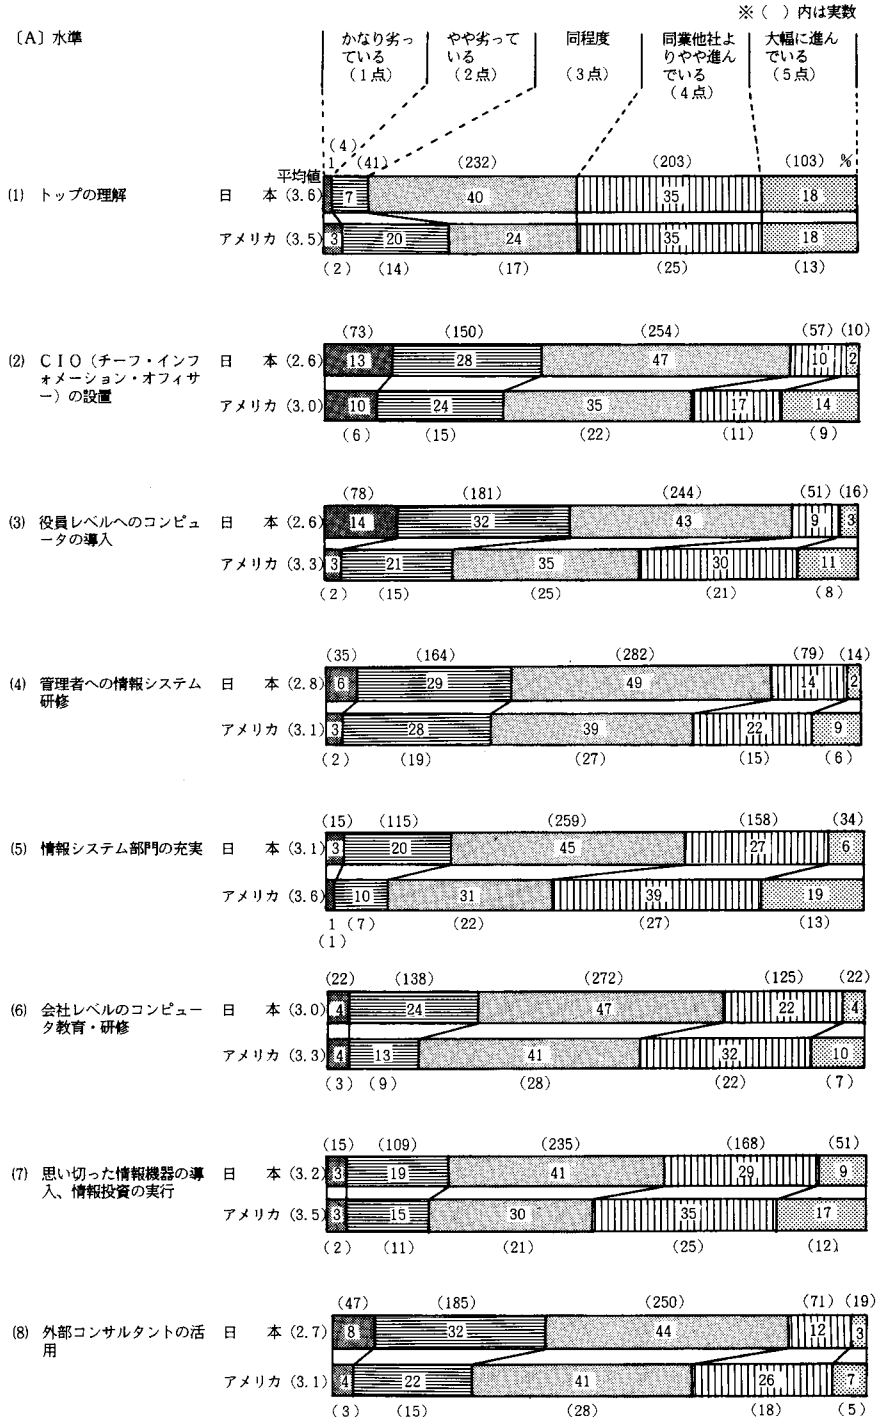 ※（　）内は実数
〔A〕水準
かなり劣っ
ている
（1点）
やや劣って
いる
（2点）
同程度
（3点）
同業他社よ
りやや進ん
でいる
（4点）
大幅に進ん
でいる
（5点）
(4)
1 (41) (232) (203) (103) %
平均値
(1) トップの理解 日　本 (3.6) 7 40 35 18
アメリカ (3.5) 3 20 24 35 18
(2) (14) (17) (25) (13)
(73) (150) (254) (57) (10)
(2) CIO（チーフ・インフ 日　本 (2.6) 13 28 47 10 2
ォメーション・オフィサ
ー）の設置 アメリカ (3.0) 10 24 35 17 14
(6) (15) (22) (11) (9)
(78) (181) (244) (51) (16)
(3) 役員レベルへのコンピュ 日　本 (2.6) 14 32 43 9 3
ータの導入
アメリカ (3.3) 3 21 35 30 11
(2) (15) (25) (21) (8)
(35) (164) (282) (79) (14)
(4) 管理者への情報システム 日　本 (2.8) 6 29 49 14 2
研修
アメリカ (3.1) 3 28 39 22 9
(2) (19) (27) (15) (6)
(15) (115) (259) (158) (34)
(5) 情報システム部門の充実 日　本 (3.1) 3 20 45 27 6
アメリカ (3.6) 10 31 39 19
1 (7) (22) (27) (13)
(1)
(22) (138) (272) (125) (22)
(6) 会社レベルのコンピュー 日　本 (3.0) 4 24 47 22 4
タ教育・研修
アメリカ (3.3) 4 13 41 32 10
(3) (9) (28) (22) (7)
(15) (109) (235) (168) (51)
(7) 思い切った情報機器の導 日　本 (3.2) 3 19 41 29 9
入、情報投資の実行
アメリカ (3.5) 3 15 30 35 17
(2) (11) (21) (25) (12)
(47) (185) (250) (71) (19)
(8) 外部コンサルタントの活 日　本 (2.7) 8 32 44 12 3
用
アメリカ (3.1) 4 22 41 26 7
(3) (15) (28) (18) (5)